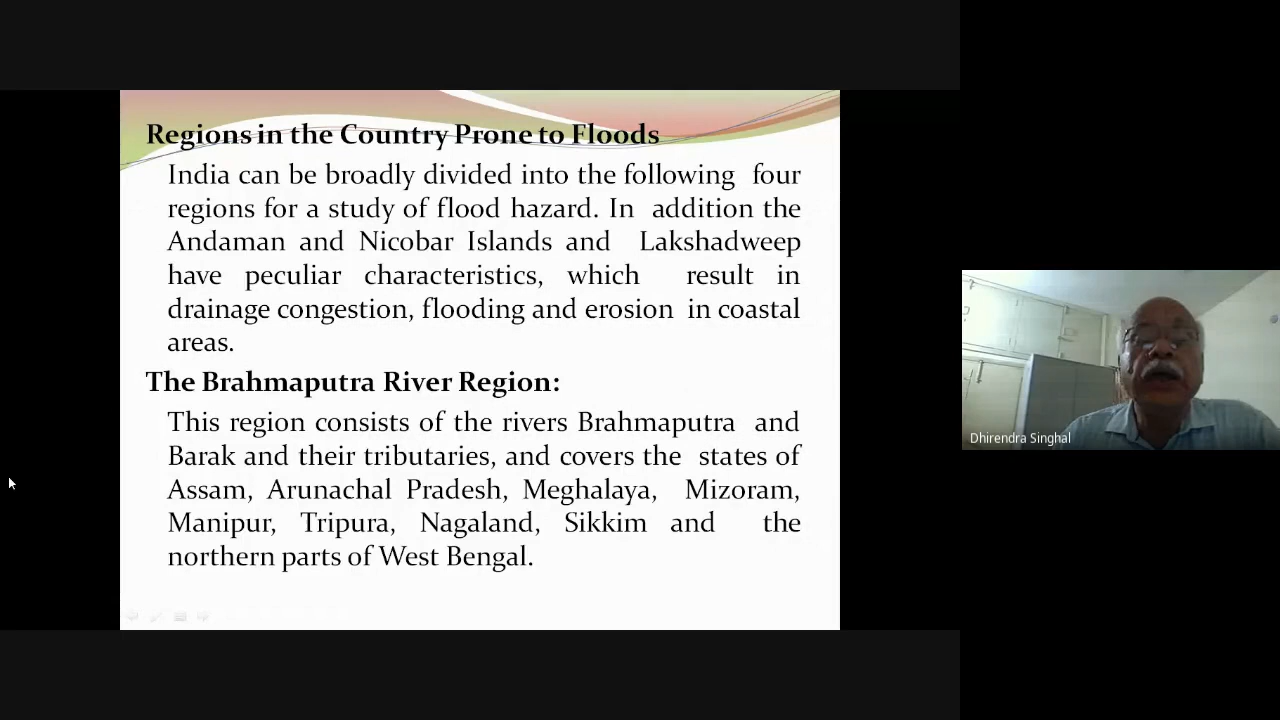 Regions in the Country Prone to Floods
India can be broadly divided into the following four
regions for a study of flood hazard. In addition the
Andaman and Nicobar Islands and Lakshadweep
have peculiar characteristics, which result in
drainage congestion, flooding and erosion in coastal
areas.
The Brahmaputra River Region:
This region consists of the rivers Brahmaputra and
Barak and their tributaries, and covers the states of
Assam, Arunachal Pradesh, Meghalaya, Mizoram,
Manipur, Tripura, Nagaland, Sikkim and the
northern parts of West Bengal.
Dhirendra Singhal